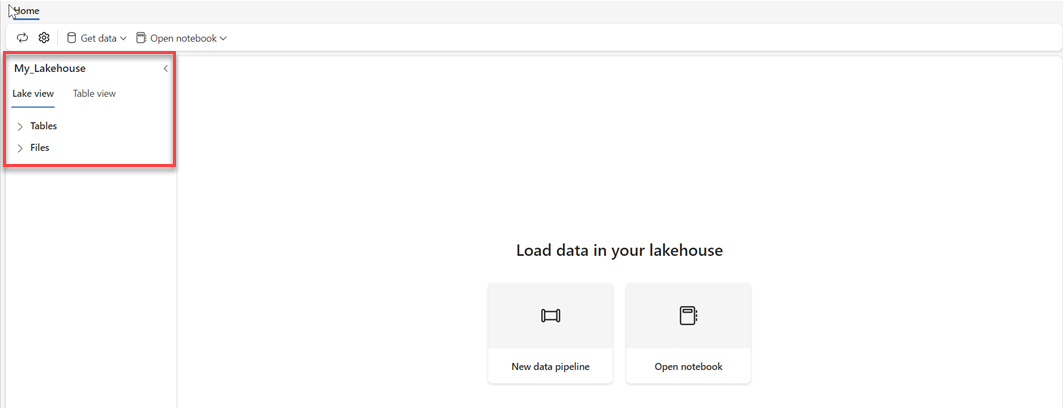 Home
Get data Open notebook
My_Lakehouse
Lake view Table view
Tables
Files
Load data in your lakehouse
New data pipeline Open notebook